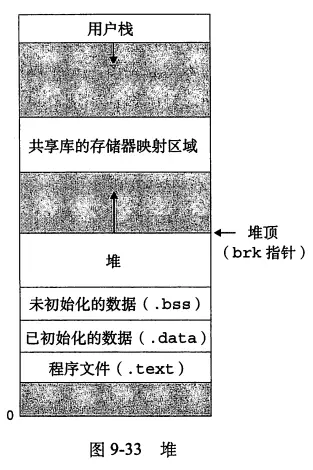 用户栈
共享库的存储器映射区域
堆顶
(brk 指针)
堆
未初始化的数据(.bss)
已初始化的数据(.data)
程序文件(.text)
0
图 9-33 堆